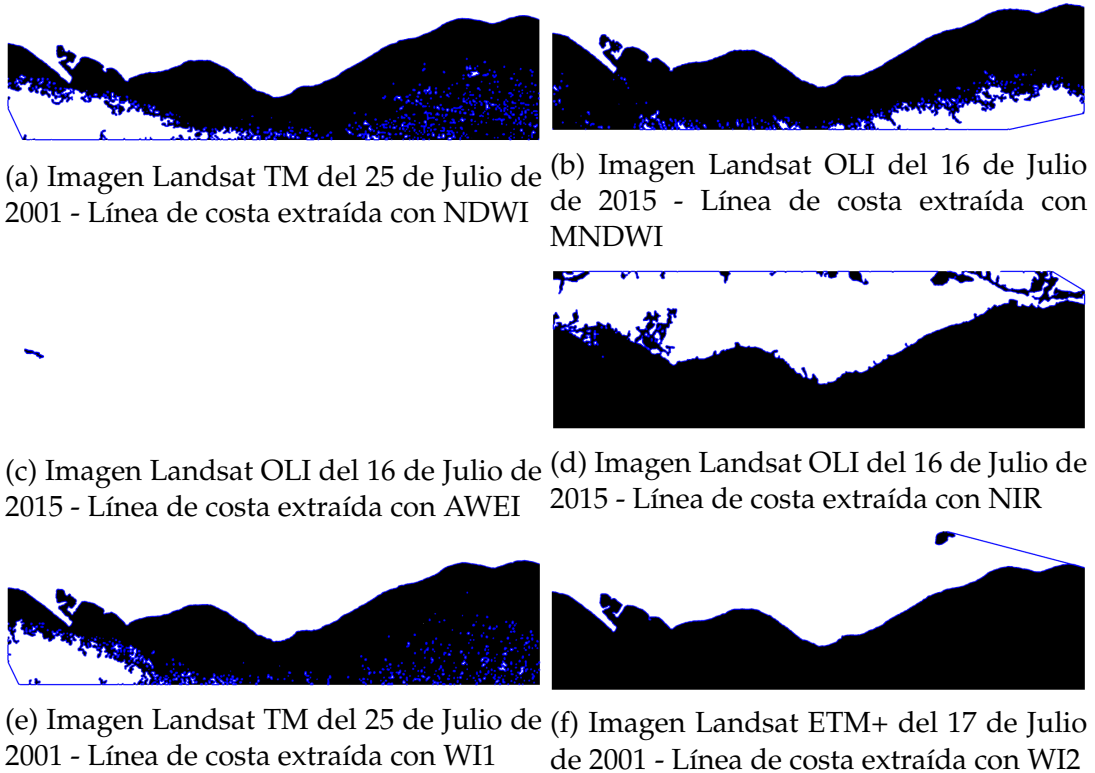 (a) Imagen Landsat TM del 25 de Julio de
2001 - Línea de costa extraída con NDWI
(b) Imagen Landsat OLI del 16 de Julio
de 2015 - Línea de costa extraída con
MNDWI
(c) Imagen Landsat OLI del 16 de Julio de
2015 - Línea de costa extraída con AWEI
(d) Imagen Landsat OLI del 16 de Julio de
2015 - Línea de costa extraída con NIR
(e) Imagen Landsat TM del 25 de Julio de
2001 - Línea de costa extraída con WI1
(f) Imagen Landsat ETM+ del 17 de Julio
de 2001 - Línea de costa extraída con WI2